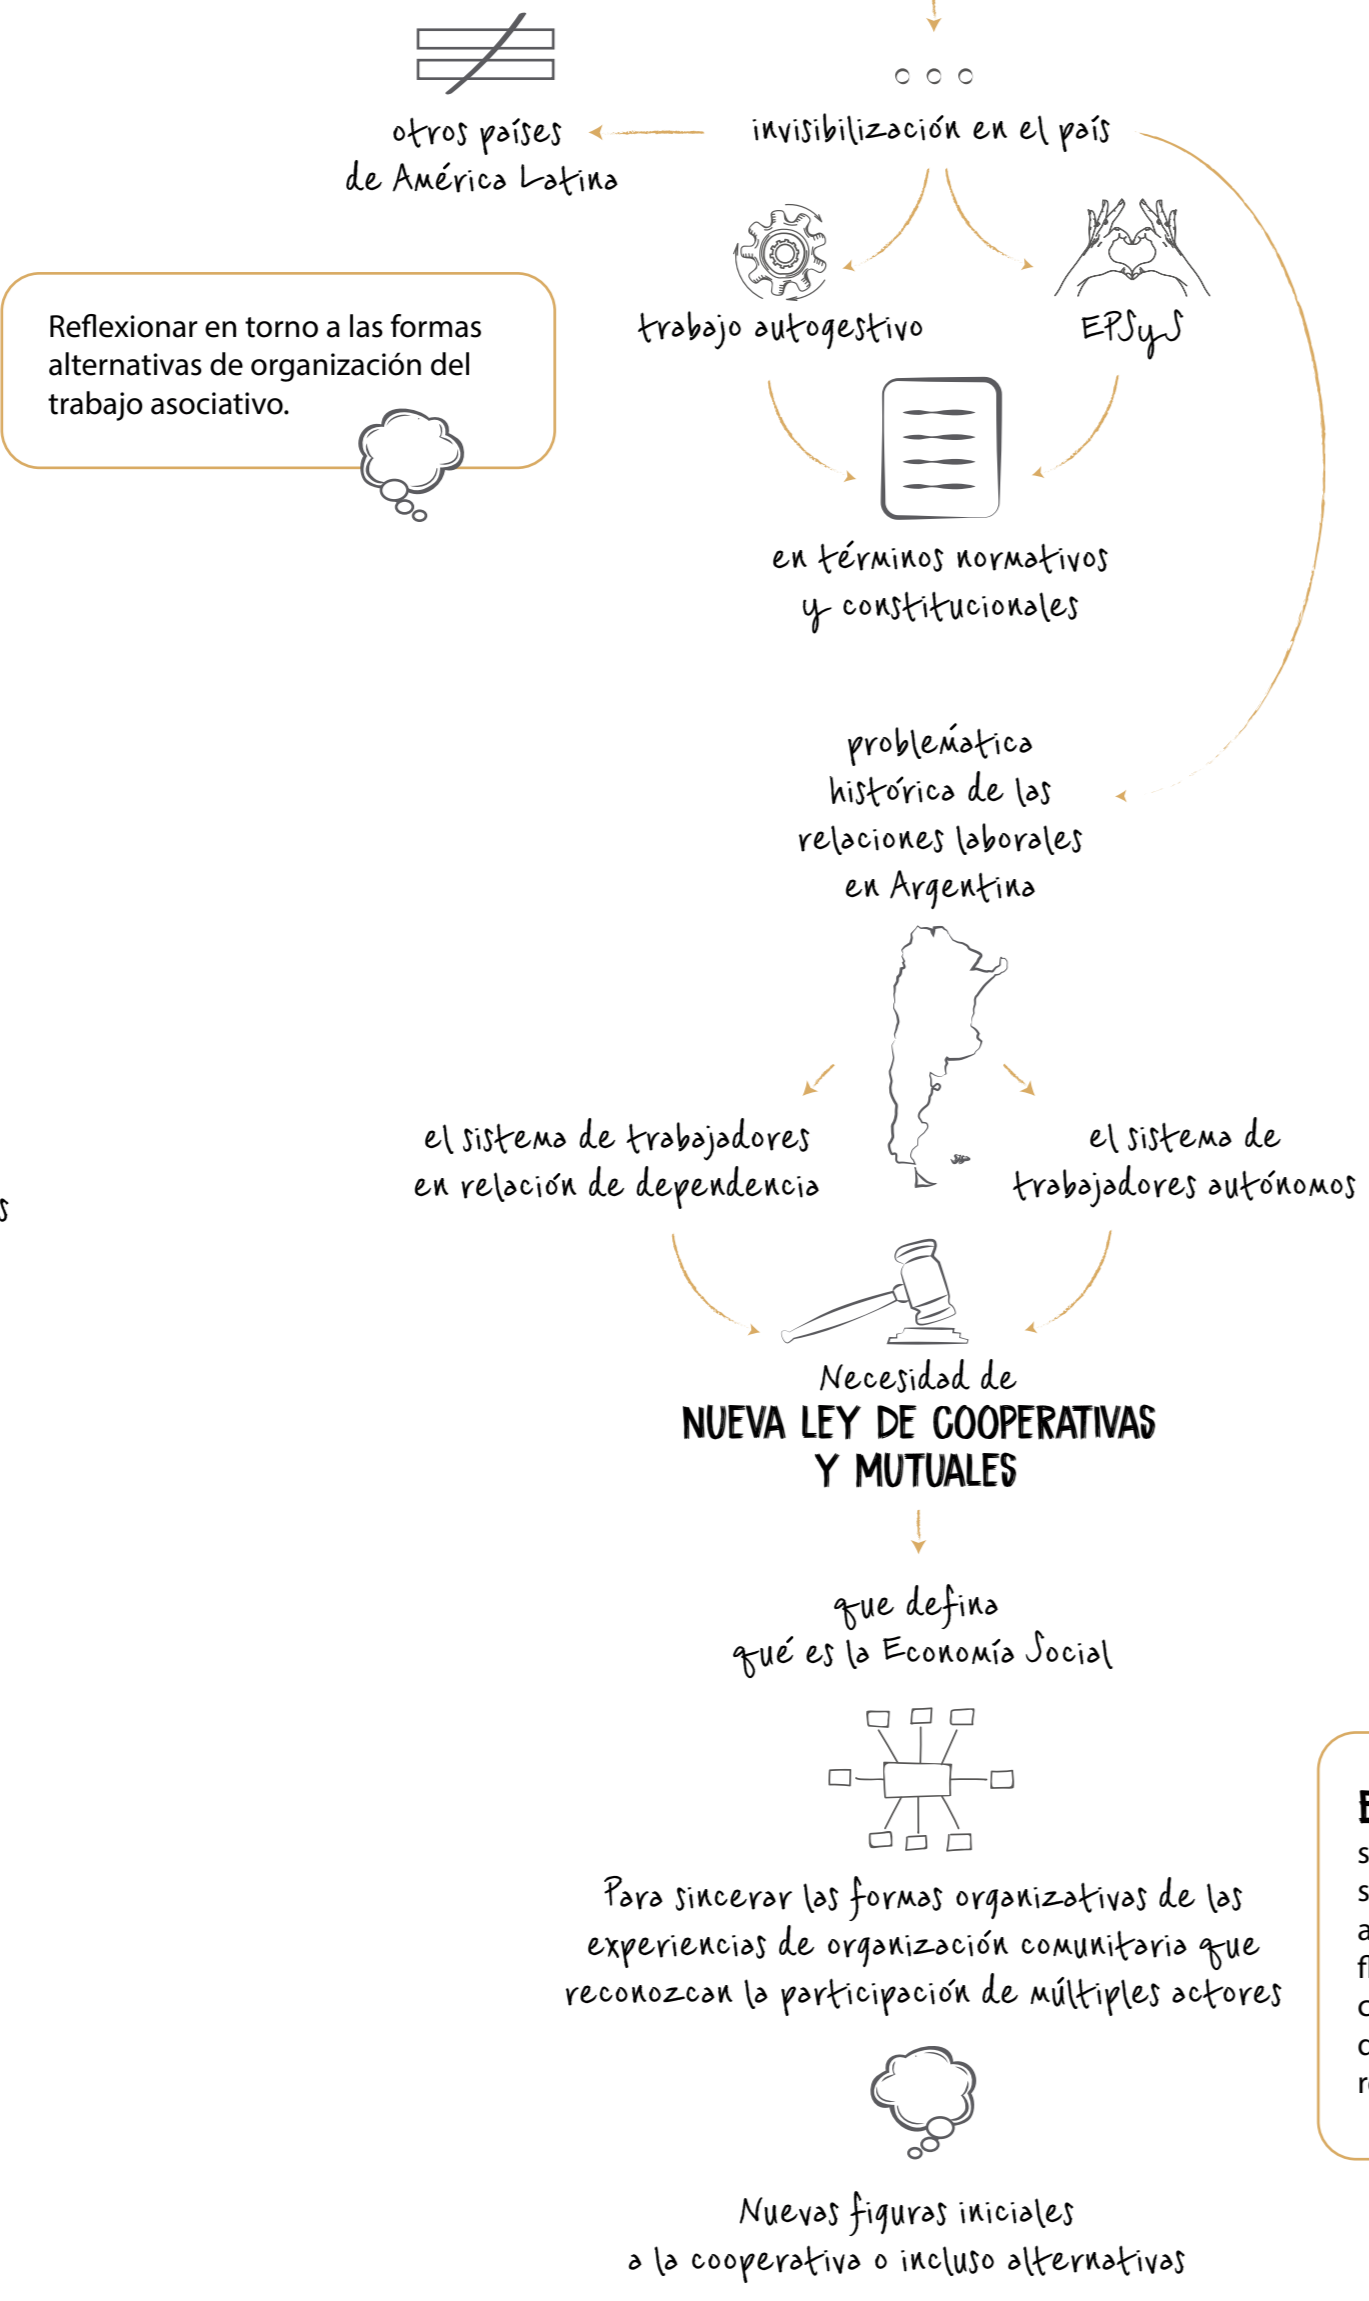 otros países
de América Latina
invisibilización en el país
Reflexionar en torno a las formas
alternativas de organización del
trabajo asociativo.
trabajo autogestivo
EPSyS
en términos normativos
y constitucionales
problemática
histórica de las
relaciones laborales
en Argentina
el sistema de trabajadores
en relación de dependencia
el sistema de
trabajadores autónomos
Necesidad de
NUEVA LEY DE COOPERATIVAS
Y MUTUALES
que defina
qué es la Economía Social
Para sincerar las formas organizativas de las
experiencias de organización comunitaria que
reconozcan la participación de múltiples actores
Nuevas figuras iniciales
a la cooperativa o incluso alternativas